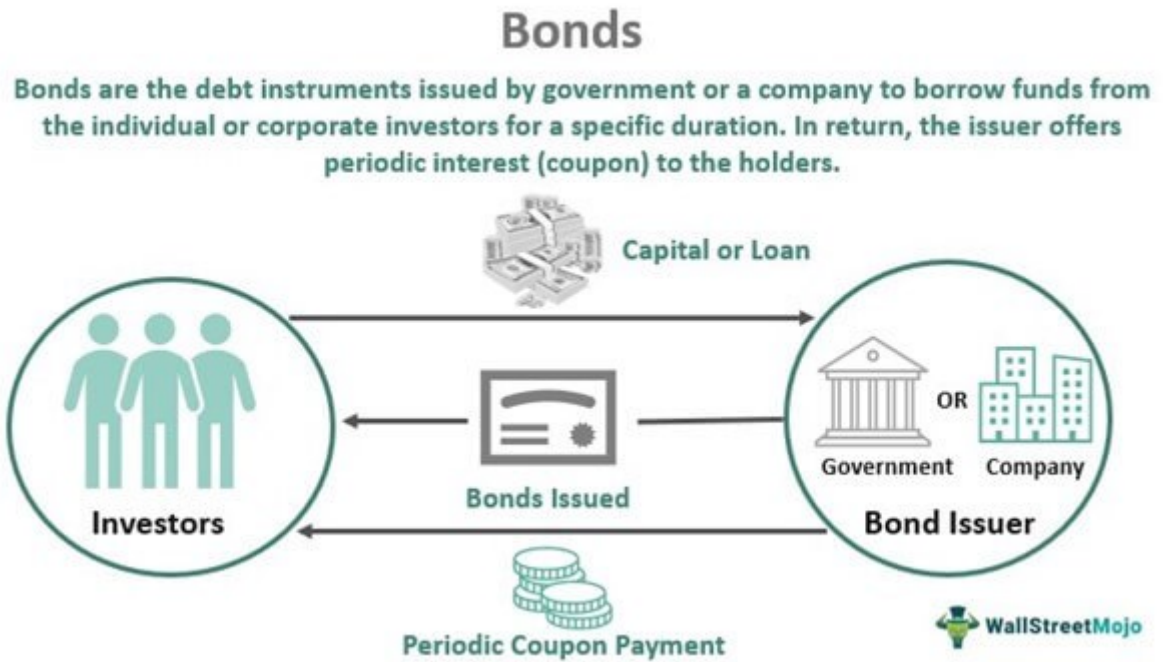 Bonds
Bonds are the debt instruments issued by government or a company to borrow funds from
the individual or corporate investors for a specific duration. In return, the issuer offers
periodic interest (coupon) to the holders.
Capital or Loan
OR
Government Company
Bonds Issued
Investors
Bond Issuer
Periodic Coupon Payment
WallStreetMojo